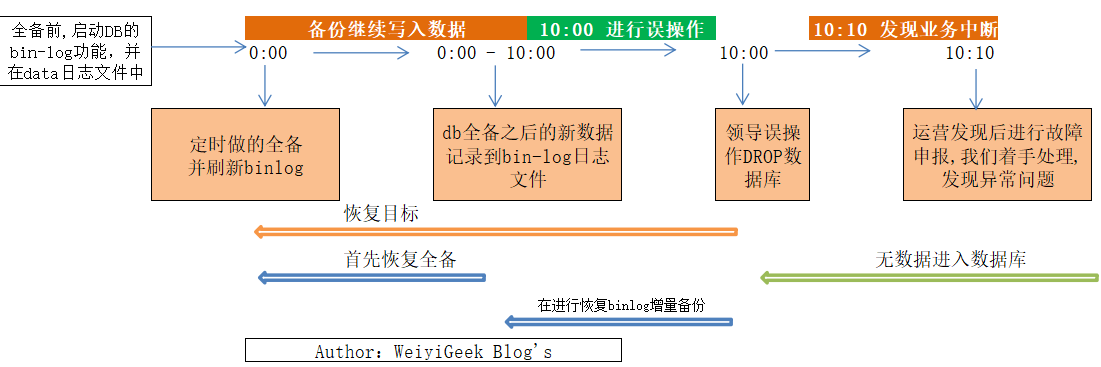 全备前,启动DB的
bin-log功能, 并
在data日志文件中
备份继续写入数据
10:00 进行误操作
10:10 发现业务中断
0:00
0:00 - 10:00
10:00
10:10
定时做的全备
并刷新binlog
db全备之后的新数据
记录到bin-log日志
文件
领导误操
作DROP数
据库
运营发现后进行故障
申报,我们着手处理,
发现异常问题
恢复目标
首先恢复全备
无数据进入数据库
在进行恢复binlog增量备份
Author: WeiyiGeek Blog's